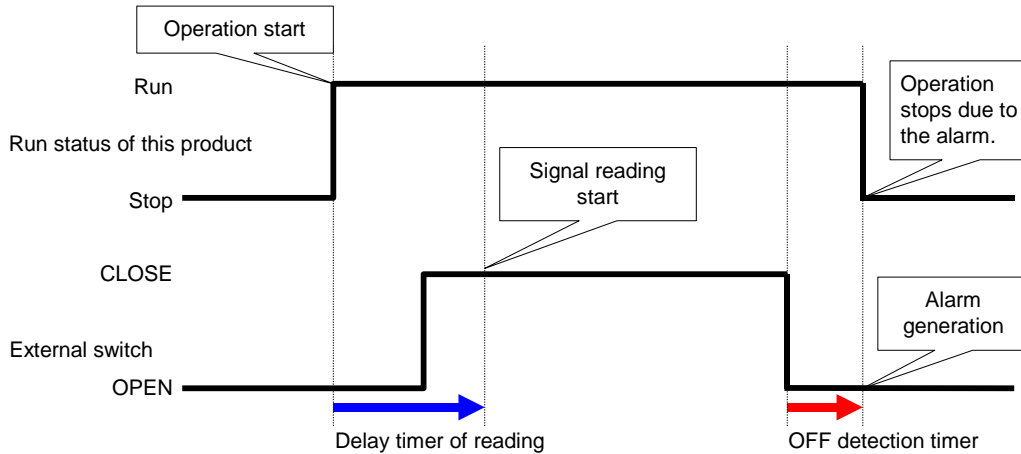 Operation start
Run
Operation
stops due to
the alarm.
Run status of this product
Signal reading
start
Stop
CLOSE
Alarm
generation
External switch
OPEN
Delay timer of reading
OFF detection timer